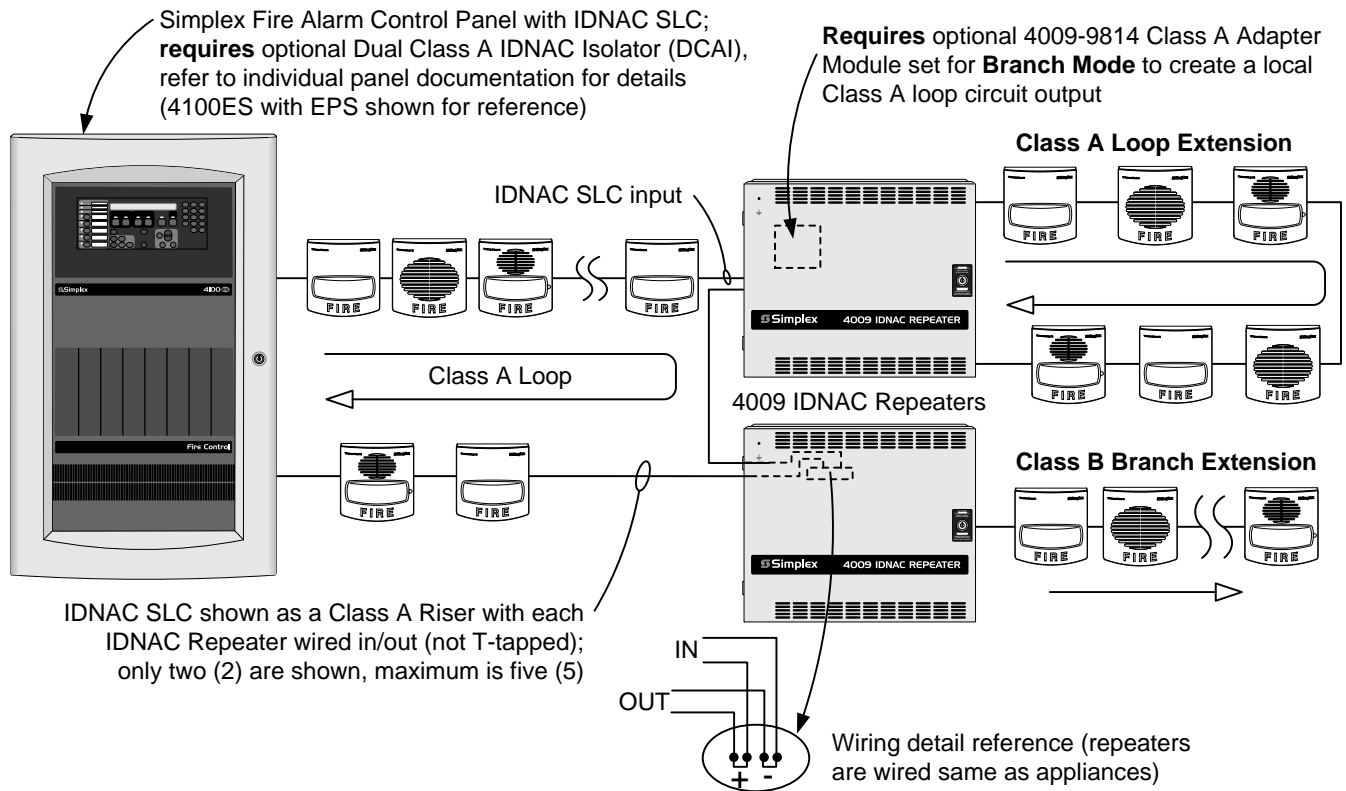 Simplex Fire Alarm Control Panel with IDNAC SLC;
requires optional Dual Class A IDNAC Isolator (DCAI),
refer to individual panel documentation for details
(4100ES with EPS shown for reference)
Requires optional 4009-9814 Class A Adapter
Module set for Branch Mode to create a local
Class A loop circuit output
Class A Loop Extension
IDNAC SLC input
FIRE
FIRE
FIRE
FIRE
FIRE
FIRE
FIRE
Simplex
4100
Simplex 4009 IDNAC REPEATER
Class A Loop
FIRE
FIRE
FIRE
4009 IDNAC Repeaters
Fire Control
FIRE
FIRE
Class B Branch Extension
FIRE
FIRE
FIRE
Simplex 4009 IDNAC REPEATER
IDNAC SLC shown as a Class A Riser with each
IDNAC Repeater wired in/out (not T-tapped);
only two (2) are shown, maximum is five (5)
IN
OUT
+ -
Wiring detail reference (repeaters
are wired same as appliances)